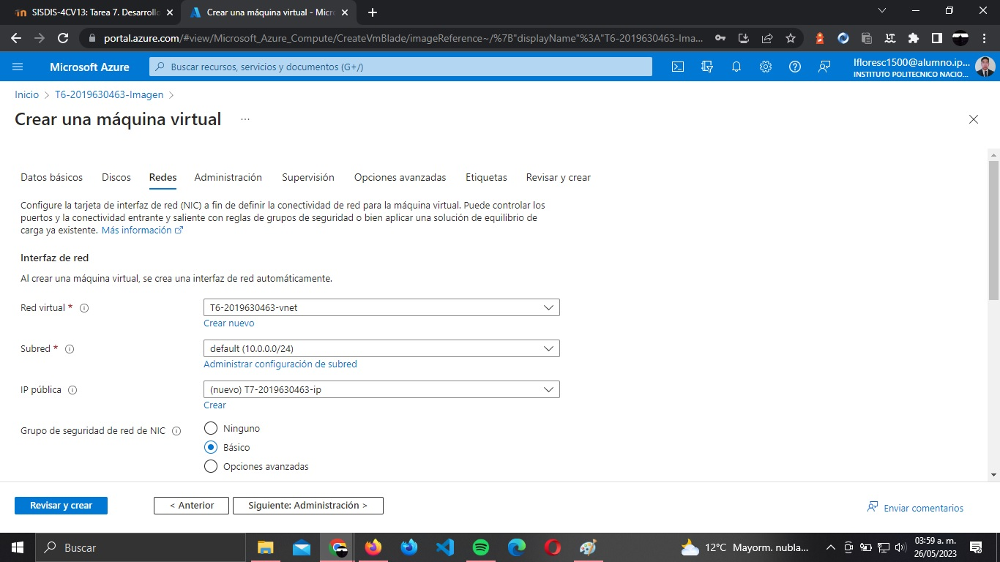 SISDIS-4CV13: Tarea 7. Desarroll
Crear una máquina virtual - Micr
portal.azure.com/#view/Microsoft_Azure_Compute/CreateVmBlade/imageReference~/%7B"displayName"%3A"T6-2019630463-Ima...
Microsoft Azure
Buscar recursos, servicios y documentos (G+/)
lfloresc1500@alumno.ip...
INSTITUTO POLITECNICO NACIO...
Inicio > T6-2019630463-Imagen >
Crear una máquina virtual ...
Datos básicos Discos Redes Administración Supervisión Opciones avanzadas Etiquetas Revisar y crear
Configure la tarjeta de interfaz de red (NIC) a fin de definir la conectividad de red para la máquina virtual. Puede controlar los
puertos y la conectividad entrante y saliente con reglas de grupos de seguridad o bien aplicar una solución de equilibrio de
carga ya existente. Más información
Interfaz de red
Al crear una máquina virtual, se crea una interfaz de red automáticamente.
Red virtual * T6-2019630463-vnet
Crear nuevo
Subred * default (10.0.0.0/24)
Administrar configuración de subred
IP pública (nuevo) T7-2019630463-ip
Crear
Grupo de seguridad de red de NIC Ninguno
Básico
Opciones avanzadas
Revisar y crear < Anterior Siguiente: Administración > Enviar comentarios
Buscar 12°C Mayorm. nubla... 03:59 a. m.
26/05/2023